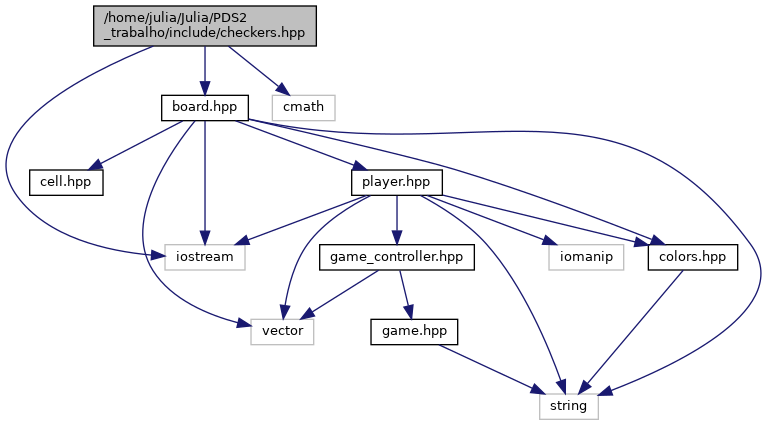 /home/julia/Julia/PDS2
_trabalho/include/checkers.hpp
board.hpp
cmath
cell.hpp
player.hpp
iostream
game_controller.hpp
iomanip
colors.hpp
vector
game.hpp
string